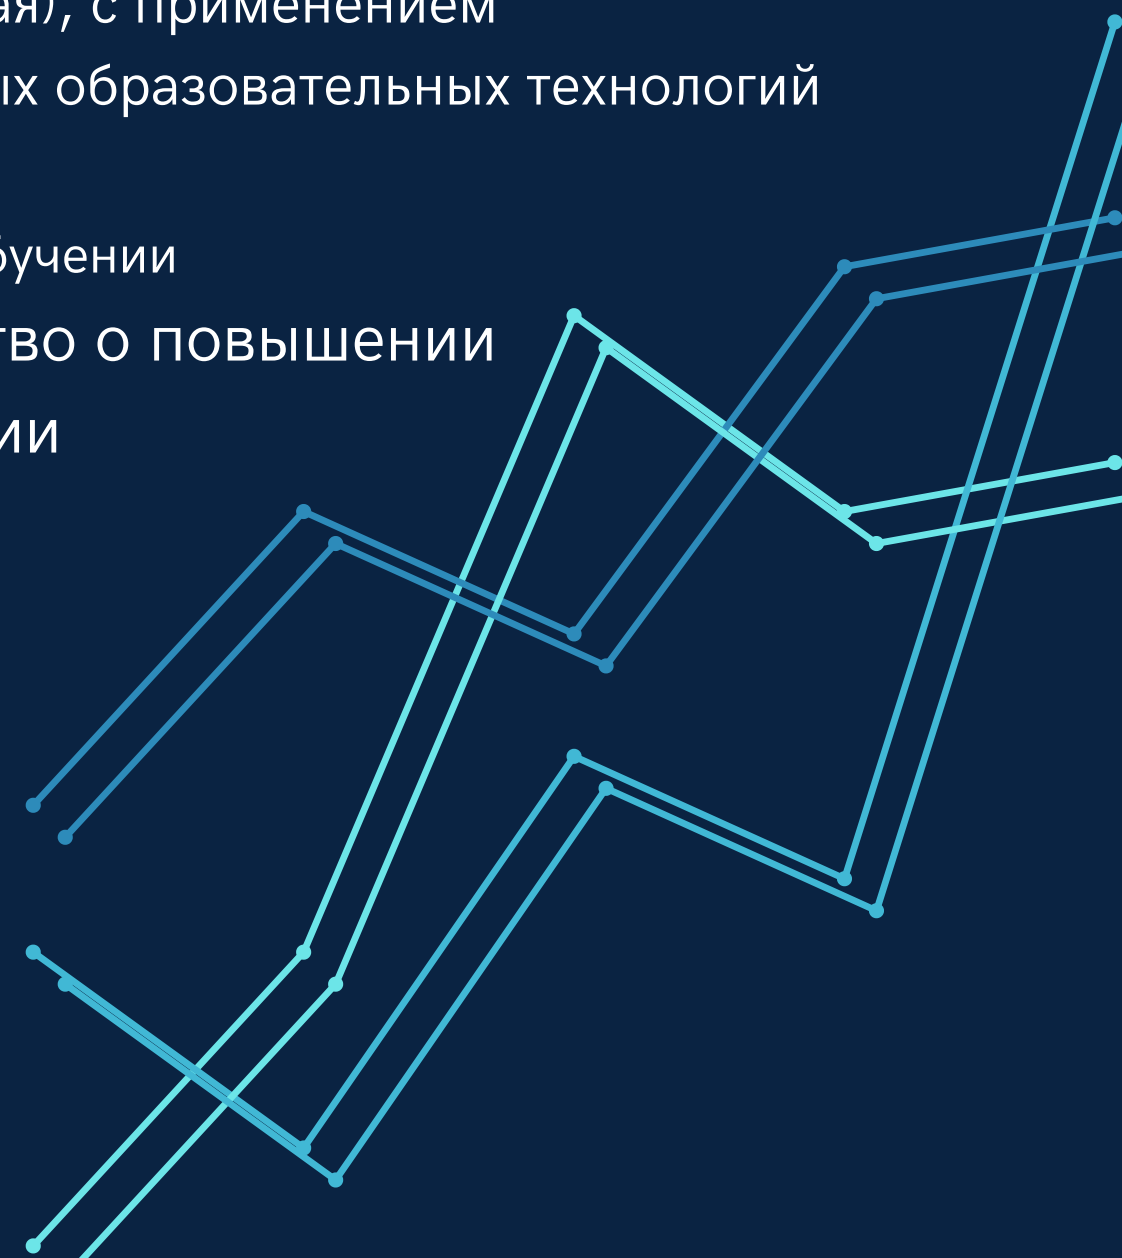 ая), с применением
ых образовательных технологий
бучении
тво о повышении
ии